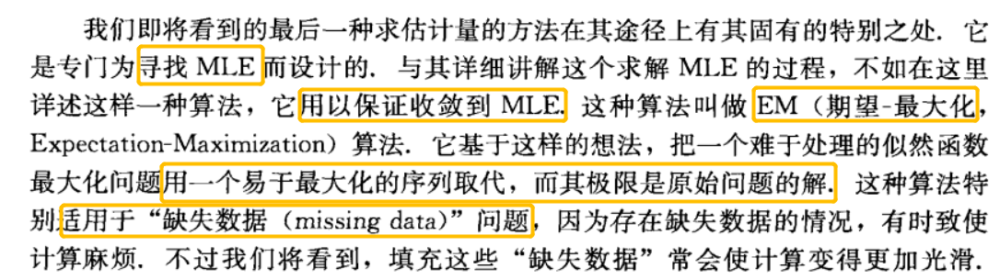 我们即将看到的最后一种求估计量的方法在其途径上有其固有的特别之处. 它
是专门为寻找 MLE 而设计的. 与其详细讲解这个求解 MLE 的过程, 不如在这里
详述这样一种算法, 它用以保证收敛到 MLE. 这种算法叫做 EM (期望-最大化,
Expectation-Maximization) 算法. 它基于这样的想法, 把一个难于处理的似然函数
最大化问题用一个易于最大化的序列取代, 而其极限是原始问题的解. 这种算法特
别适用于 “缺失数据 (missing data)” 问题, 因为存在缺失数据的情况, 有时致使
计算麻烦. 不过我们将看到, 填充这些 “缺失数据” 常会使计算变得更加光滑.